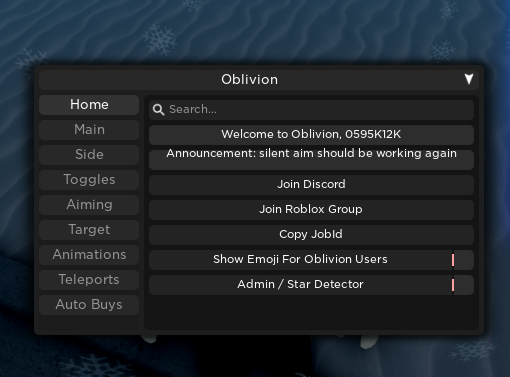 Oblivion
Home
Main
Side
Toggles
Aiming
Target
Animations
Teleports
Auto Buys
Search...
Welcome to Oblivion, 0595K12K
Announcement: silent aim should be working again
Join Discord
Join Roblox Group
Copy JobId
Show Emoji For Oblivion Users
Admin / Star Detector